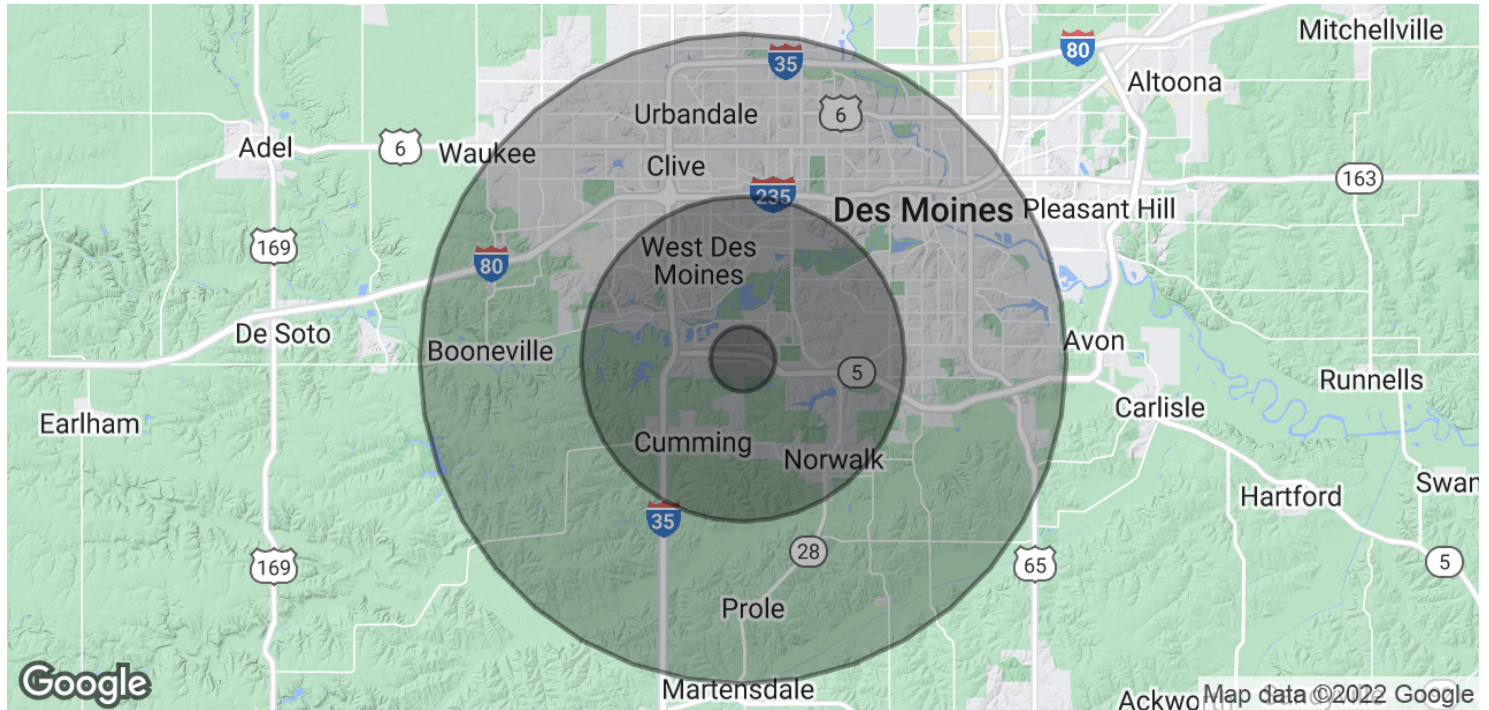 Mitchellville
35
80
Altoona
Urbandale
6
Adel
6
Waukee
Clive
163
235
Des Moines
Pleasant Hill
169
West Des
Moines
80
De Soto
Booneville
Avon
5
Runnells
Earlham
Carlisle
Cumming
Norwalk
Swan
Hartford
35
28
169
65
5
Prole
Google
Martensdale
Map data ©2022 Google